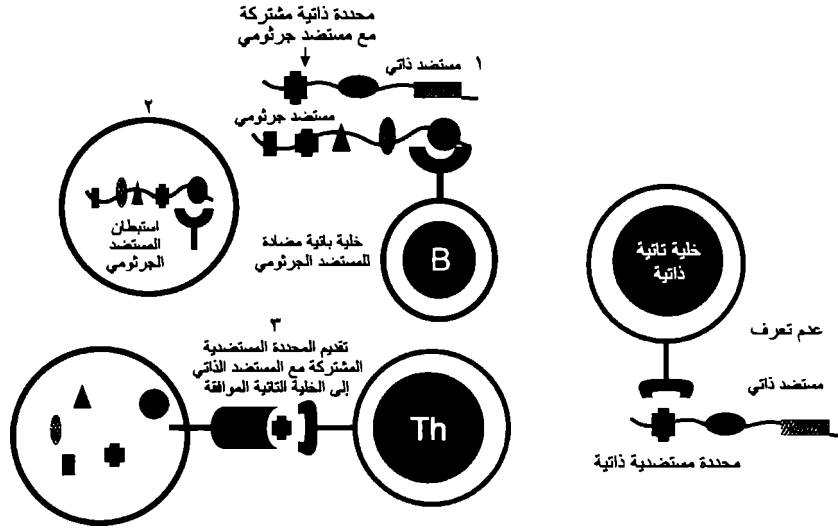 محددة ذاتية مشتركة
مع مستضد جرثومي
١ مستضد ذاتي
مستضد جرثومي
B
خلية بائية مضادة
للمستضد الجرثومي
٢
استبطان
المستضد
الجرثومي
٣
تقديم المحددة المستضدية
المشتركة مع المستضد الذاتي
إلى الخلية التائية الموافقة
Th
خلية تائية
ذاتية
عدم تعرف
مستضد ذاتي
محددة مستضدية ذاتية